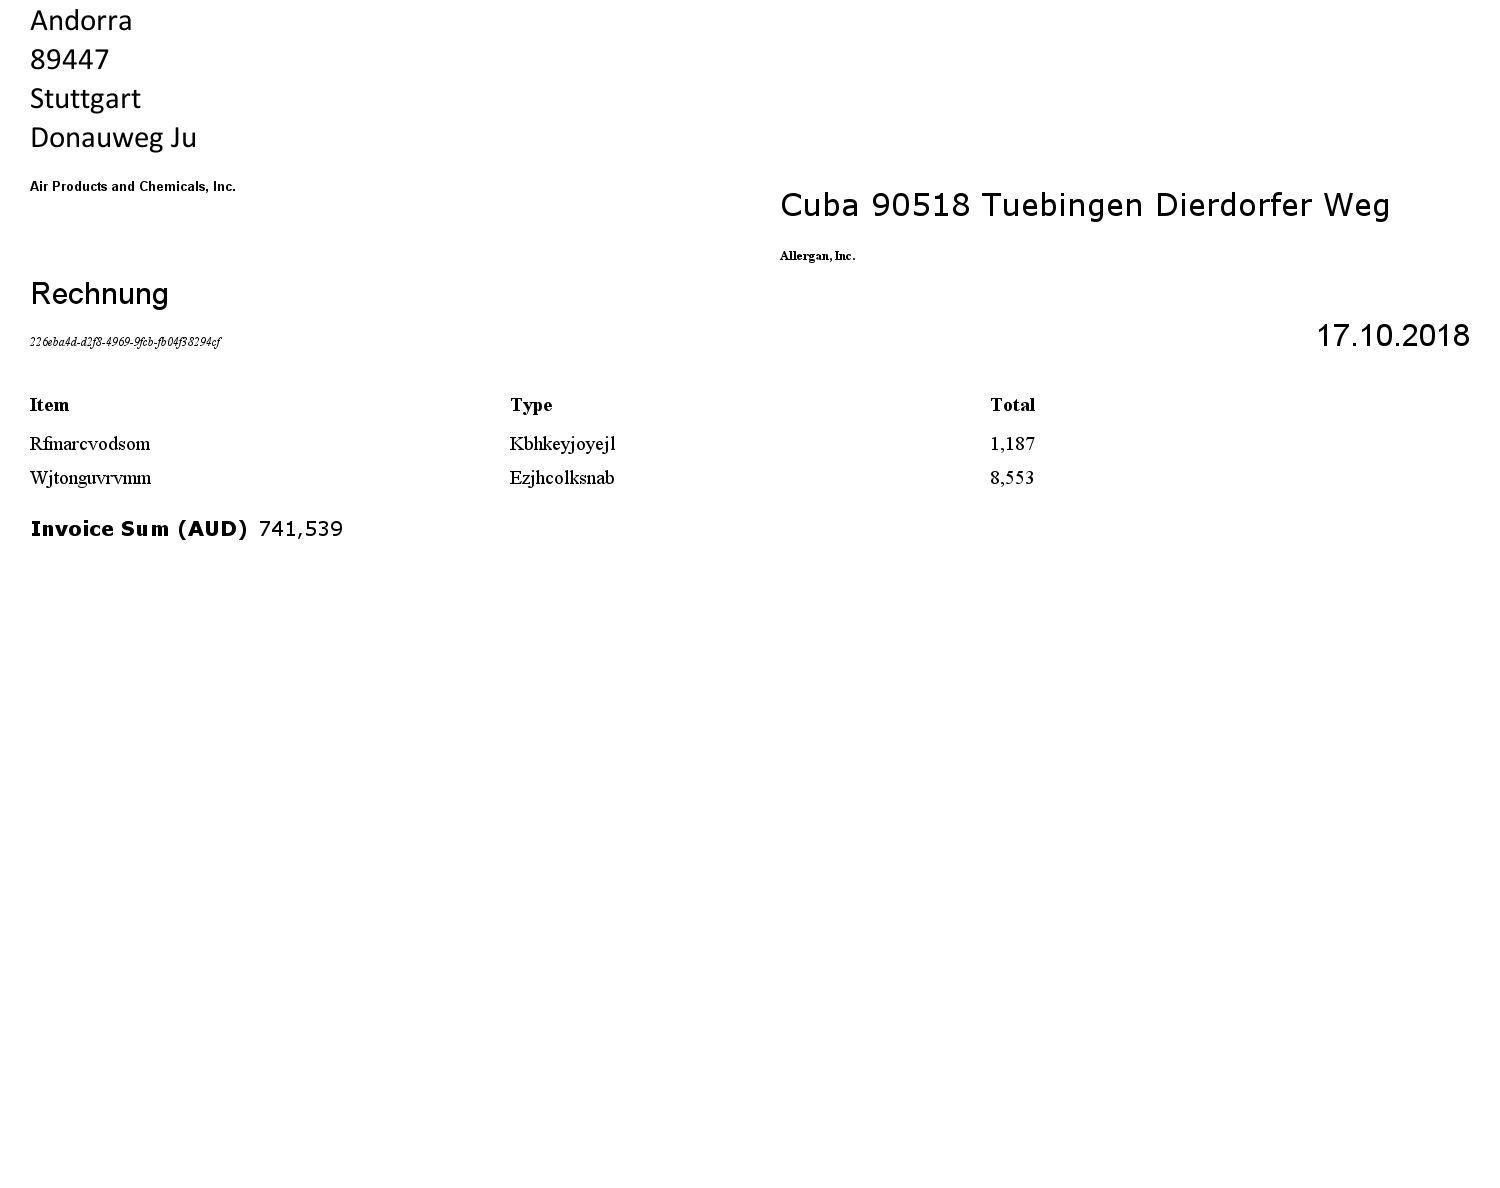 Andorra
89447
Stuttgart
Donauweg Ju
Air Products and Chemicals, Inc.
Cuba 90518 Tuebingen Dierdorfer Weg
Allergan, Inc.
Rechnung
226eba4d-d2f8-4969-9fcb-fb04f38294cf
17.10.2018
Item Type Total
Rfmarcvodsom Kbhkeyjoyejl 1,187
Wjtonguvrvmm Ezjhcolksnab 8,553
Invoice Sum (AUD) 741,539